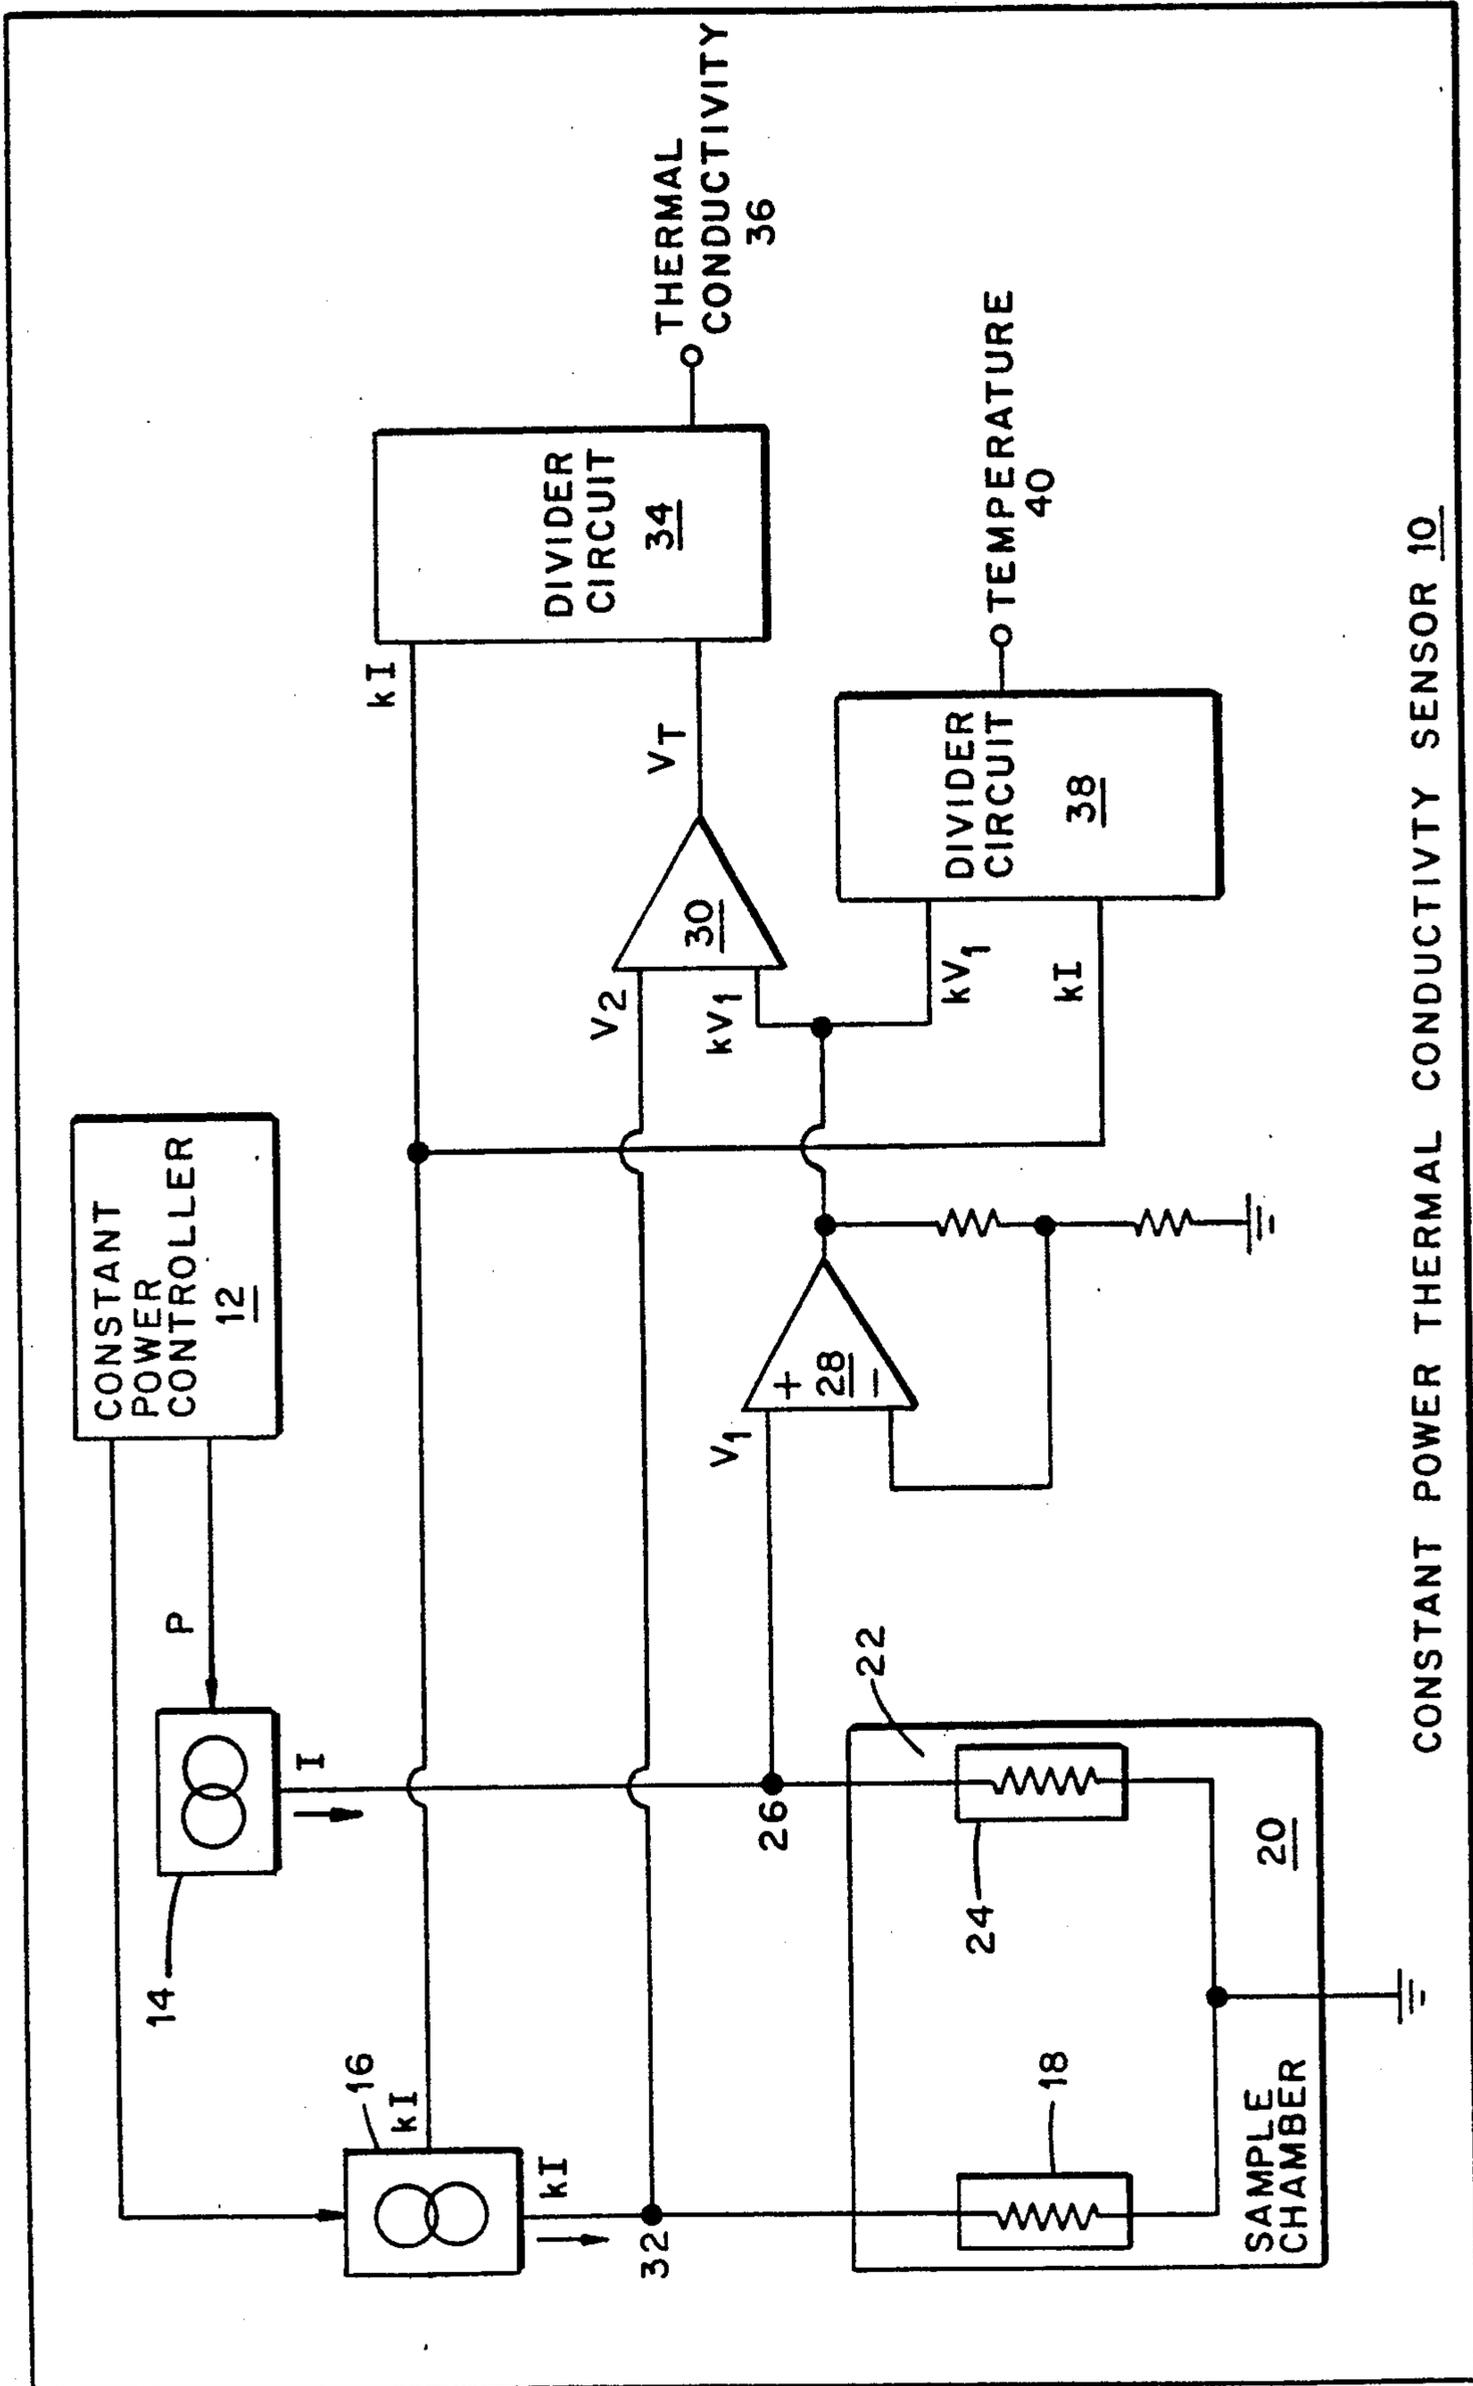 CONSTANT
POWER
CONTROLLER
12
P
14
I
16
kI
kI
32
kI
V2
VT
DIVIDER
CIRCUIT
34
THERMAL
CONDUCTIVITY
36
30
kV1
V1
+
28
−
26
kV1
kI
DIVIDER
CIRCUIT
38
TEMPERATURE
40
22
24
18
20
SAMPLE
CHAMBER
CONSTANT POWER THERMAL CONDUCTIVITY SENSOR 10